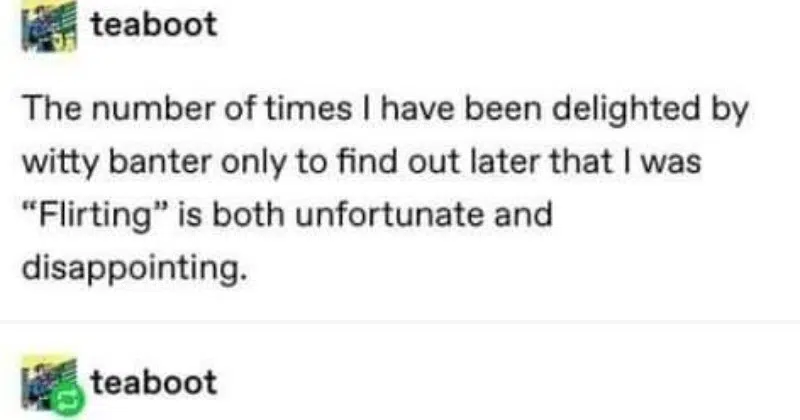 teaboot
The number of times I have been delighted by
witty banter only to find out later that I was
“Flirting” is both unfortunate and
disappointing.
teaboot